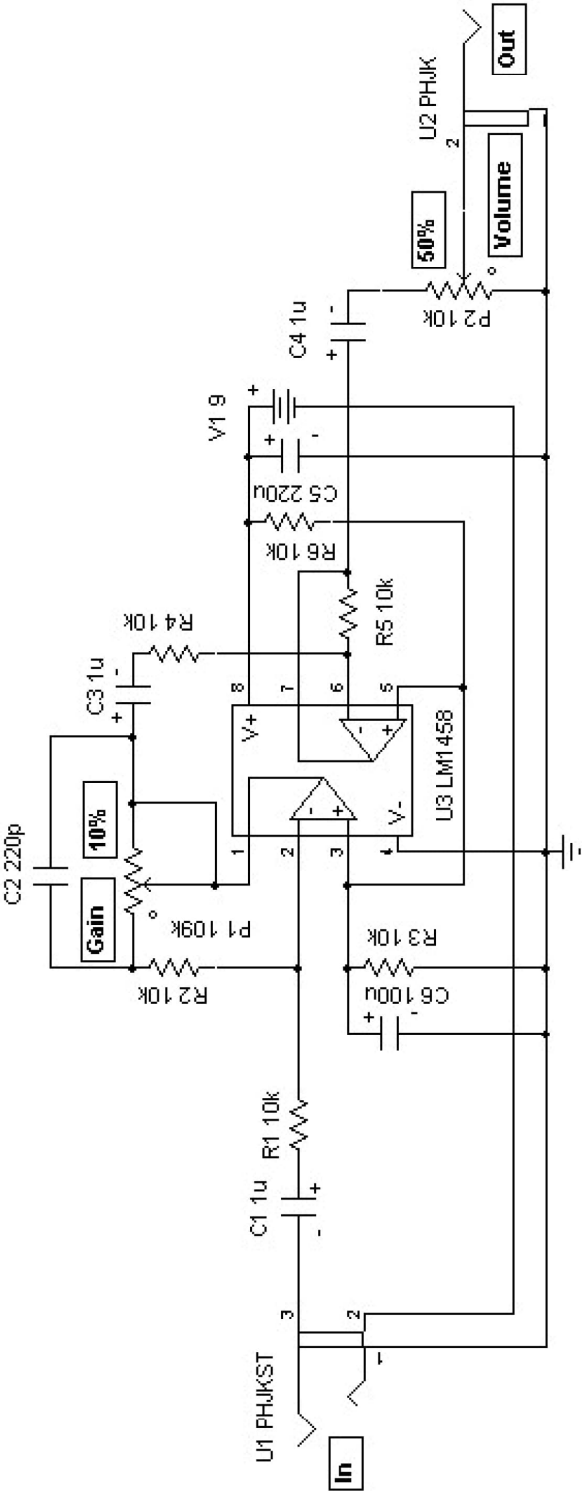 C2 220p
Gain
10%
P1 109k
R2 10k
C3 1u
+
-
R4 10k
V1 9
+
C5 220u
+
-
R6 10k
C4 1u
+
-
R5 10k
1
2
3
4
8
7
6
5
V+
V-
-
+
-
+
U3 LM1458
R3 10k
C6 100u
+
-
R1 10k
C1 1u
-
+
U1 PHJKST
3
2
1
In
50%
P2 10k
Volume
U2 PHJK
2
1
Out